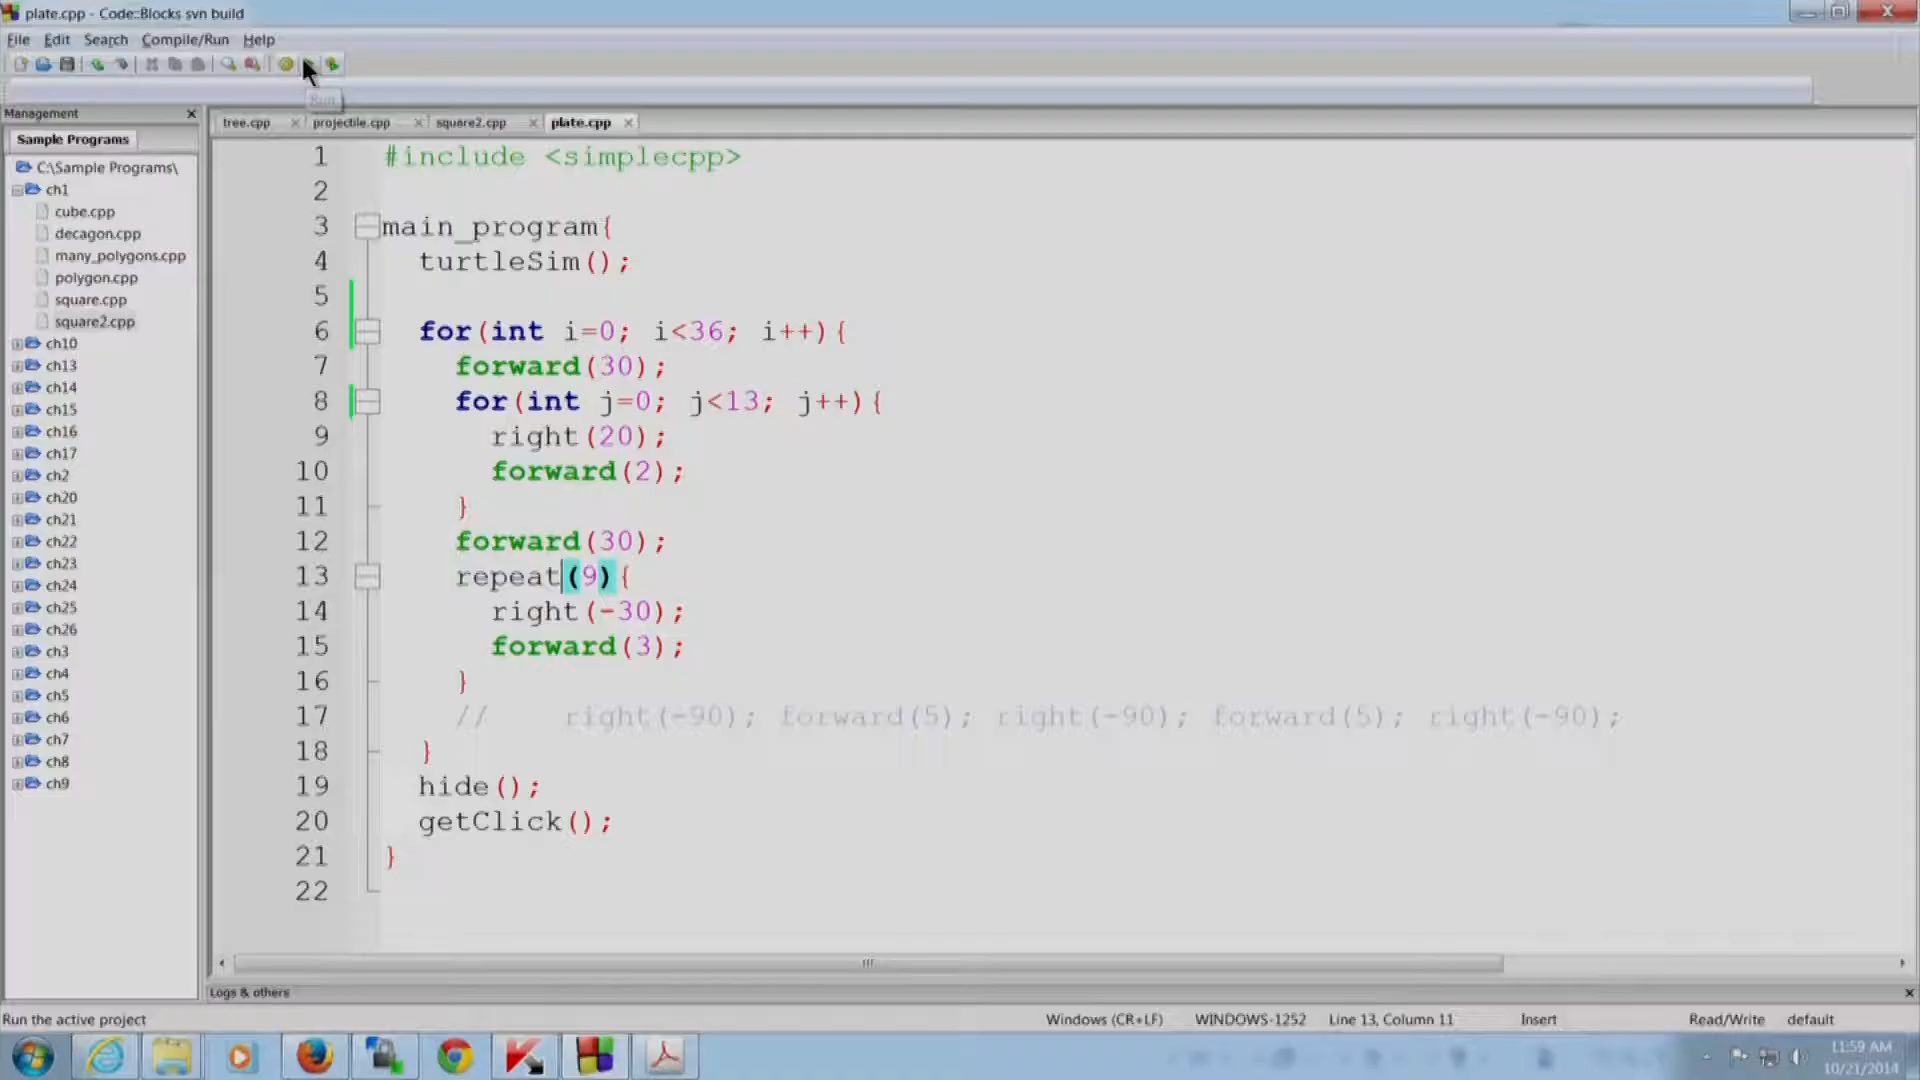 plate.cpp - Code::Blocks svn build
File Edit Search Compile/Run Help
Run
Management
Sample Programs
C:\Sample Programs\
ch1
cube.cpp
decagon.cpp
many_polygons.cpp
polygon.cpp
square.cpp
square2.cpp
ch10
ch13
ch14
ch15
ch16
ch17
ch2
ch20
ch21
ch22
ch23
ch24
ch25
ch26
ch3
ch4
ch5
ch6
ch7
ch8
ch9
tree.cpp projectile.cpp square2.cpp plate.cpp
1 #include <simplecpp>
2
3 main_program{
4 turtleSim();
5
6 for(int i=0; i<36; i++){
7 forward(30);
8 for(int j=0; j<13; j++){
9 right(20);
10 forward(2);
11 }
12 forward(30);
13 repeat(9){
14 right(-30);
15 forward(3);
16 }
17 // right(-90); forward(5); right(-90); forward(5); right(-90);
18 }
19 hide();
20 getClick();
21 }
22
Logs & others
Run the active project Windows (CR+LF) WINDOWS-1252 Line 13, Column 11 Insert Read/Write default
11:59 AM
10/21/2014